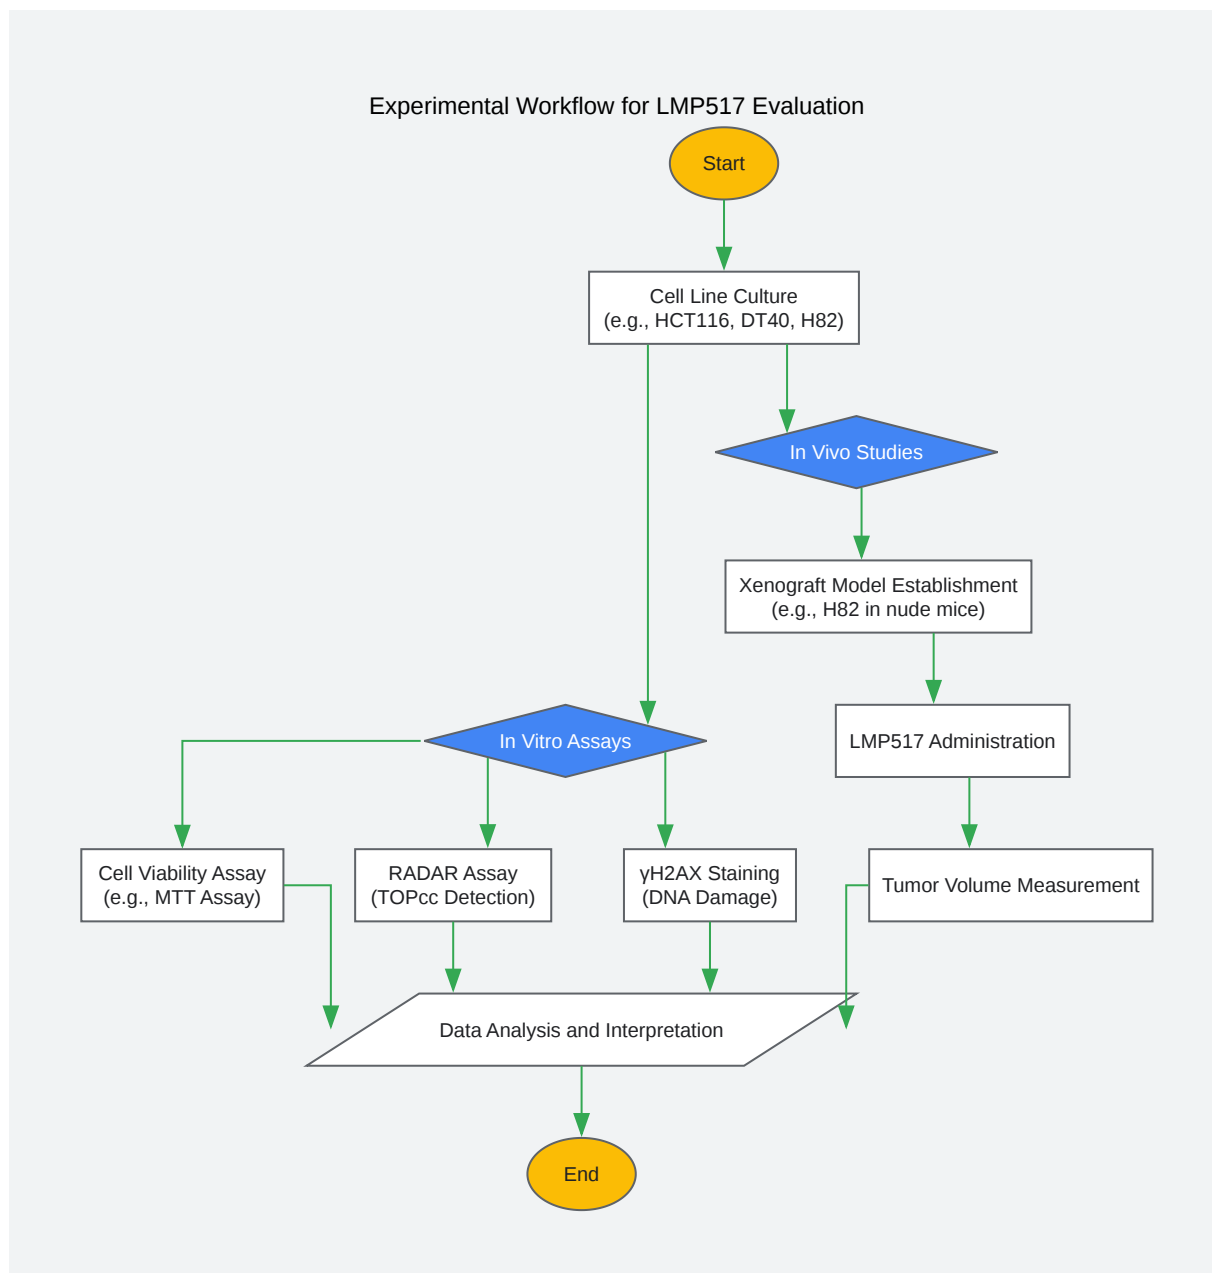 Experimental Workflow for LMP517 Evaluation
Start
Cell Line Culture
(e.g., HCT116, DT40, H82)
In Vivo Studies
Xenograft Model Establishment
(e.g., H82 in nude mice)
In Vitro Assays
LMP517 Administration
Cell Viability Assay
(e.g., MTT Assay)
RADAR Assay
(TOPcc Detection)
γH2AX Staining
(DNA Damage)
Tumor Volume Measurement
Data Analysis and Interpretation
End